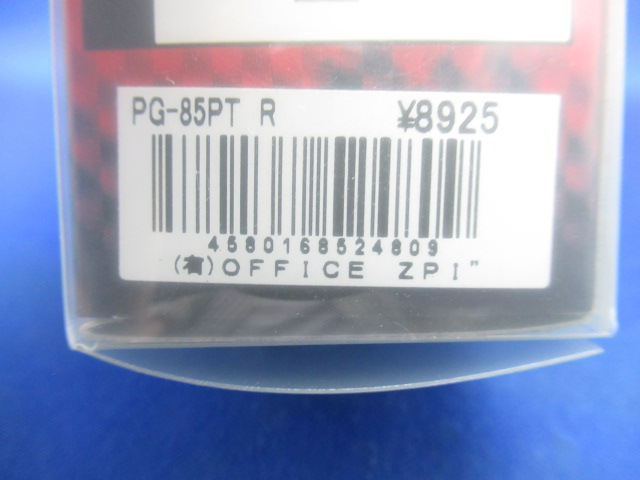 PG-85PT R ¥8925
4580168524809
(有)OFFICE ZPI"